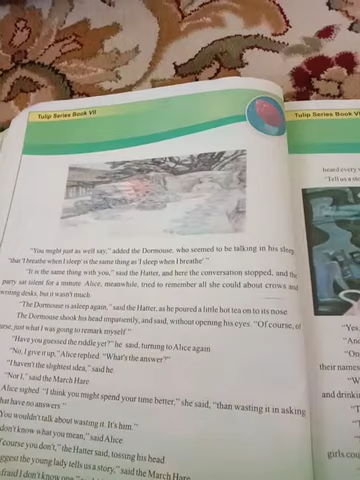 Tulip Series Book VII
"You might just as well say," added the Dormouse, who seemed to be talking in his sleep,
"that 'I breathe when I sleep' is the same thing as 'I sleep when I breathe'."
"It is the same thing with you," said the Hatter, and here the conversation stopped, and the
party sat silent for a minute Alice, meanwhile, tried to remember all she could about crows and
writing desks, but it wasn't much
"The Dormouse is asleep again," said the Hatter, as he poured a little hot tea on to its nose
The Dormouse shook his head impatiently, and said, without opening his eyes. "Of course, of
urse, just what I was going to remark myself"
"Have you guessed the riddle yet?" he said, turning to Alice again
"No, I give it up," Alice replied. "What's the answer?"
"I haven't the slightest idea," said he
"Nor I," said the March Hare
Alice sighed "I think you might spend your time better," she said, "than wasting it in asking
that have no answers"
You wouldn't talk about wasting it. It's him."
don't know what you mean," said Alice
f course you don't," the Hatter said, tossing his head
ggest the young lady tells us a story," said the March Hare
afraid I don't know one,"
Tulip Series Book VII
heard every
"Tell us a
"Yes,
"And
"On
their names
"W
and drinki
"T
girls cou